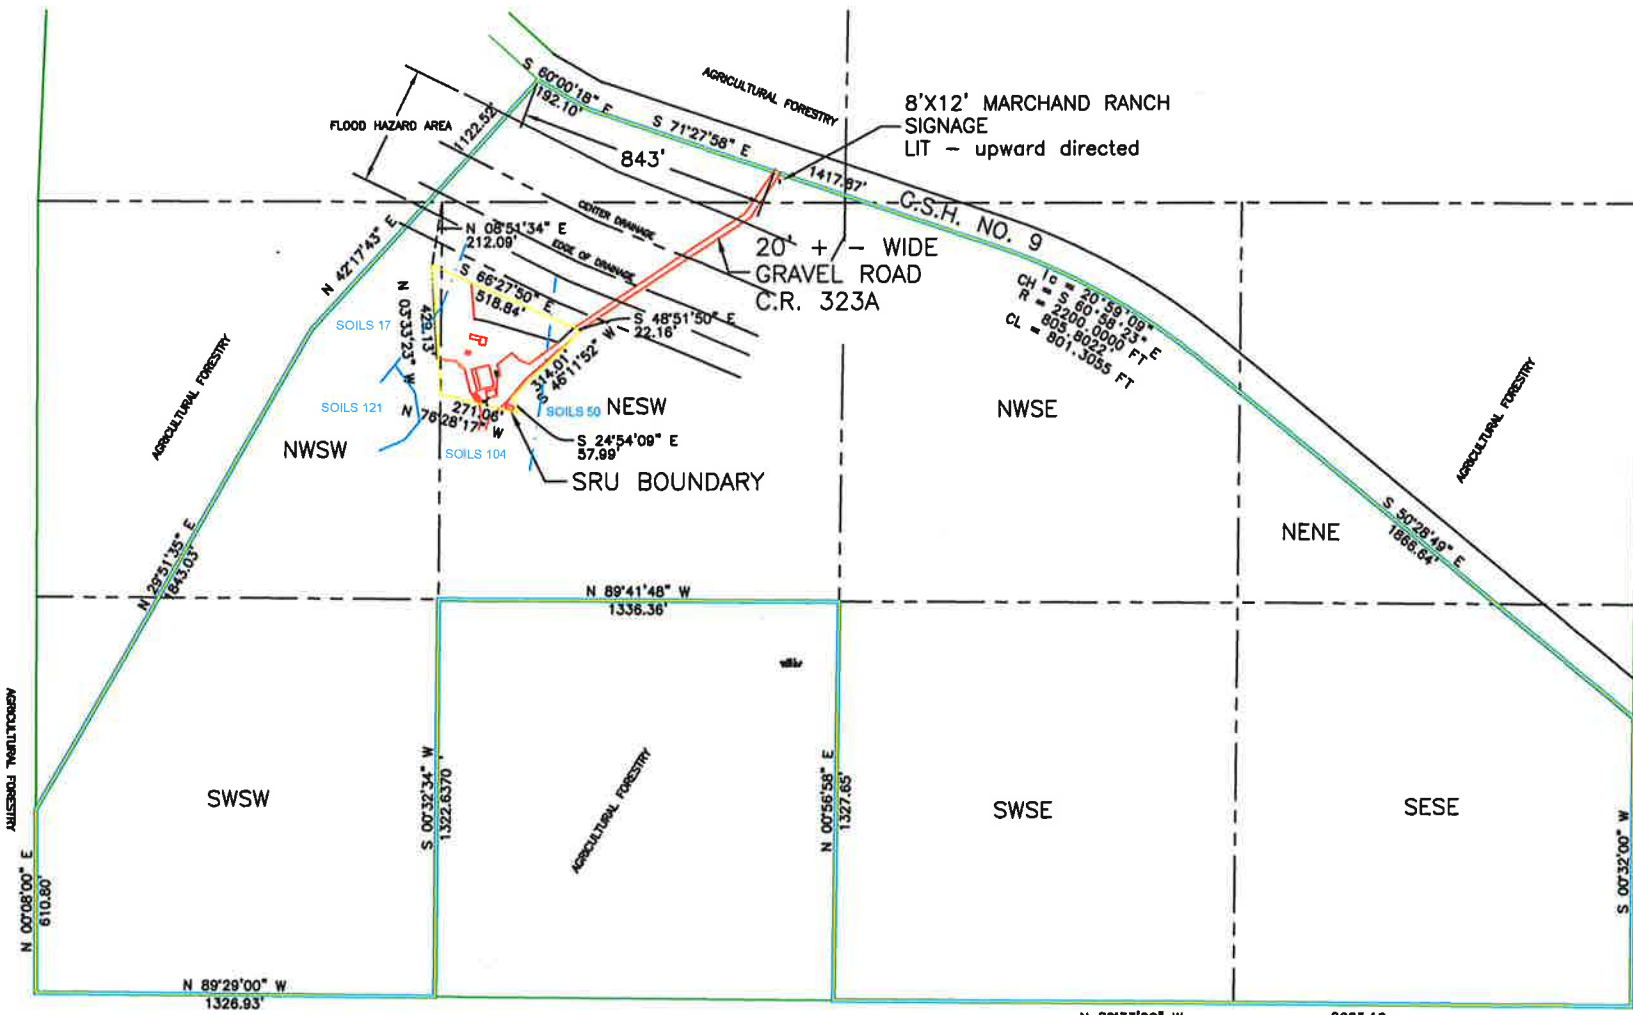 S 60°00'18" E
192.10'
AGRICULTURAL FORESTRY
8'X12' MARCHAND RANCH
SIGNAGE
LIT - upward directed
FLOOD HAZARD AREA
1122.52'
S 71°27'58" E
1417.87'
843'
C.S.H. NO. 9
N 42°17'43" E
N 08°51'34" E
212.09'
CENTER DRAINAGE
EDGE OF DRAINAGE
20' + - WIDE
GRAVEL ROAD
C.R. 323A
S 66°27'50" E
518.84'
N 03°33'23" W
429.13'
S 48°51'50" E
22.16'
314.01'
S 46°11'52" W
CH = S 60°58'23" E
R = 2200.0000 FT
805.8022'
CL = 801.3055 FT
SOILS 17
SOILS 121
SOILS 50
SOILS 104
271.06'
N 76°28'17" W
S 24°54'09" E
57.99'
SRU BOUNDARY
AGRICULTURAL FORESTRY
NWSW
NESW
NWSE
NENE
AGRICULTURAL FORESTRY
S 50°28'49" E
1866.64'
N 29°51'35" E
1843.03'
N 89°41'48" W
1336.36'
AGRICULTURAL FORESTRY
SWSW
S 00°32'34" W
1322.6370 '
AGRICULTURAL FORESTRY
N 00°56'58" E
1327.65'
SWSE
SESE
S 00°32'00" W
N 00°08'00" E
610.80'
N 89°29'00" W
1326.93'